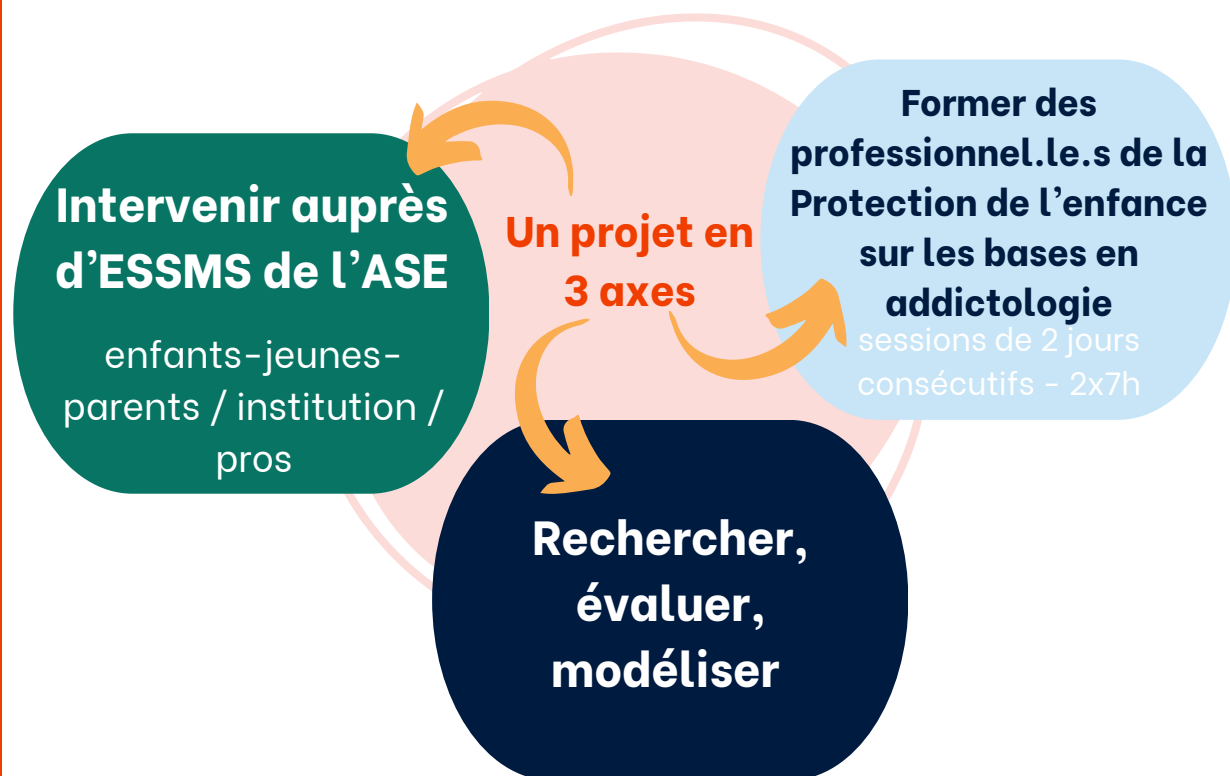 Un projet en
3 axes
Intervenir auprès
d'ESSMS de l'ASE
enfants-jeunes-
parents / institution /
pros
Former des
professionnel.le.s de la
Protection de l'enfance
sur les bases en
addictologie
sessions de 2 jours
consécutifs - 2x7h
Rechercher,
évaluer,
modéliser